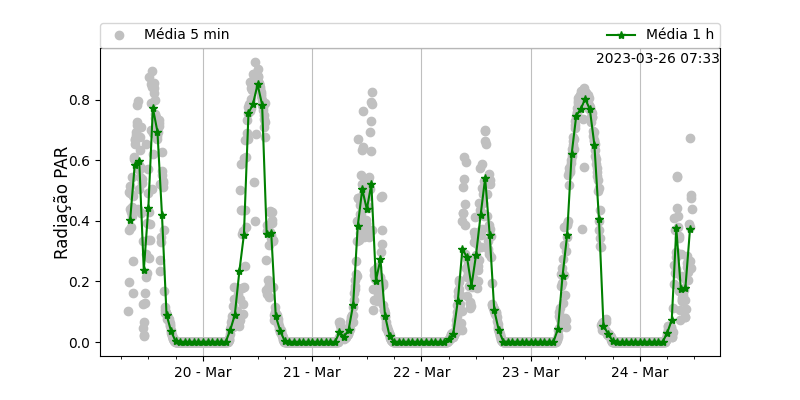 Média 5 min
Média 1 h
2023-03-26 07:33
Radiação PAR
0.8
0.6
0.4
0.2
0.0
20 - Mar
21 - Mar
22 - Mar
23 - Mar
24 - Mar